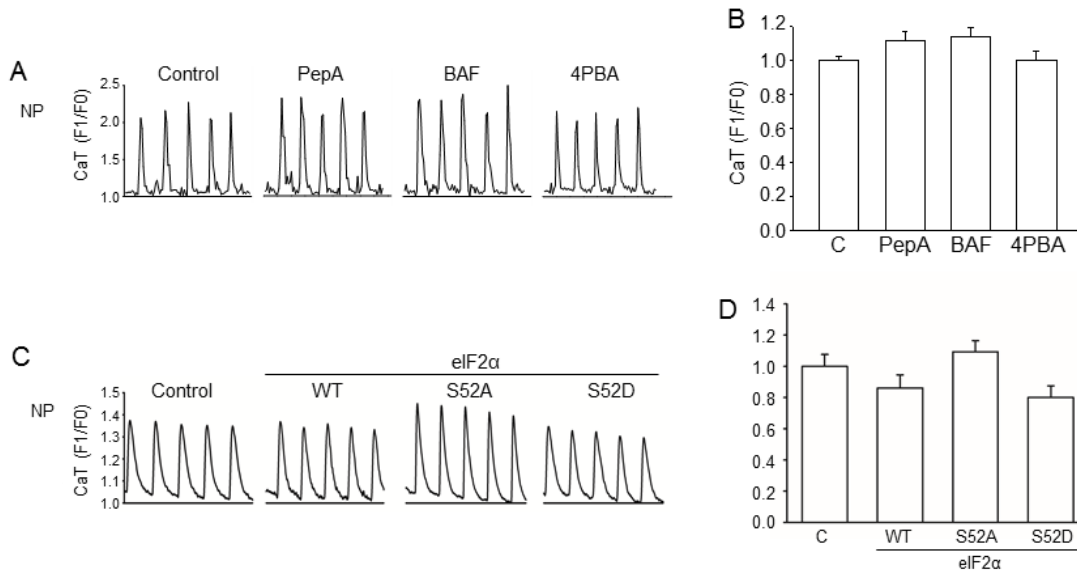 A
Control PepA BAF 4PBA
NP
CaT (F1/F0)
2.5
2.0
1.5
1.0
B
CaT (F1/F0)
1.2
1.0
0.8
0.6
0.4
0.2
0.0
C PepA BAF 4PBA
C
eIF2α
Control WT S52A S52D
NP
CaT (F1/F0)
1.5
1.4
1.3
1.2
1.1
1.0
D
1.4
1.2
1.0
0.8
0.6
0.4
0.2
0.0
C WT S52A S52D
eIF2α